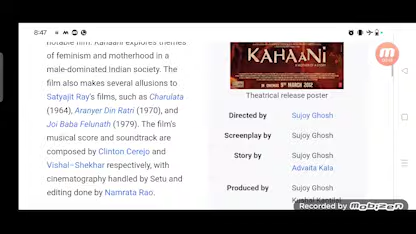 8:47
notable film. Kahaani explores themes
of feminism and motherhood in a
male-dominated Indian society. The
film also makes several allusions to
Satyajit Ray's films, such as Charulata
(1964), Aranyer Din Ratri (1970), and
Joi Baba Felunath (1979). The film's
musical score and soundtrack are
composed by Clinton Cerejo and
Vishal–Shekhar respectively, with
cinematography handled by Setu and
editing done by Namrata Rao.
KAHAANI
9th MARCH 2012
Theatrical release poster
Directed by Sujoy Ghosh
Screenplay by Sujoy Ghosh
Story by Sujoy Ghosh
Advaita Kala
Produced by Sujoy Ghosh
Kushal Kantilal
Recorded by Mobizen